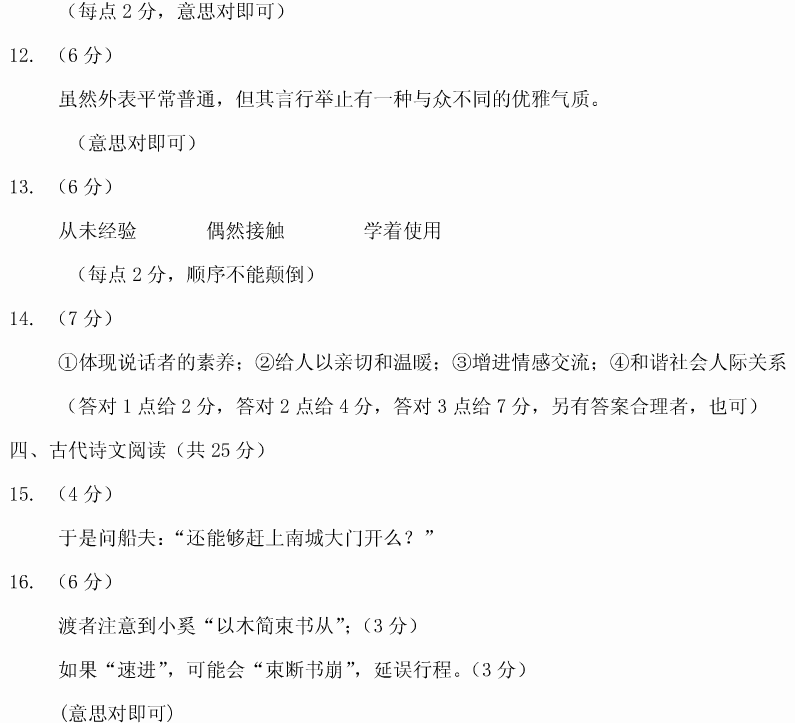 （每点 2 分，意思对即可）
12. （6 分）
虽然外表平常普通，但其言行举止有一种与众不同的优雅气质。
（意思对即可）
13. （6 分）
从未经验 偶然接触 学着使用
（每点 2 分，顺序不能颠倒）
14. （7 分）
①体现说话者的素养；②给人以亲切和温暖；③增进情感交流；④和谐社会人际关系
（答对 1 点给 2 分，答对 2 点给 4 分，答对 3 点给 7 分，另有答案合理者，也可）
四、古代诗文阅读（共 25 分）
15. （4 分）
于是问船夫：“还能够赶上南城大门开么？”
16. （6 分）
渡者注意到小奚“以木简束书从”；（3 分）
如果“速进”，可能会“束断书崩”，延误行程。（3 分）
(意思对即可)